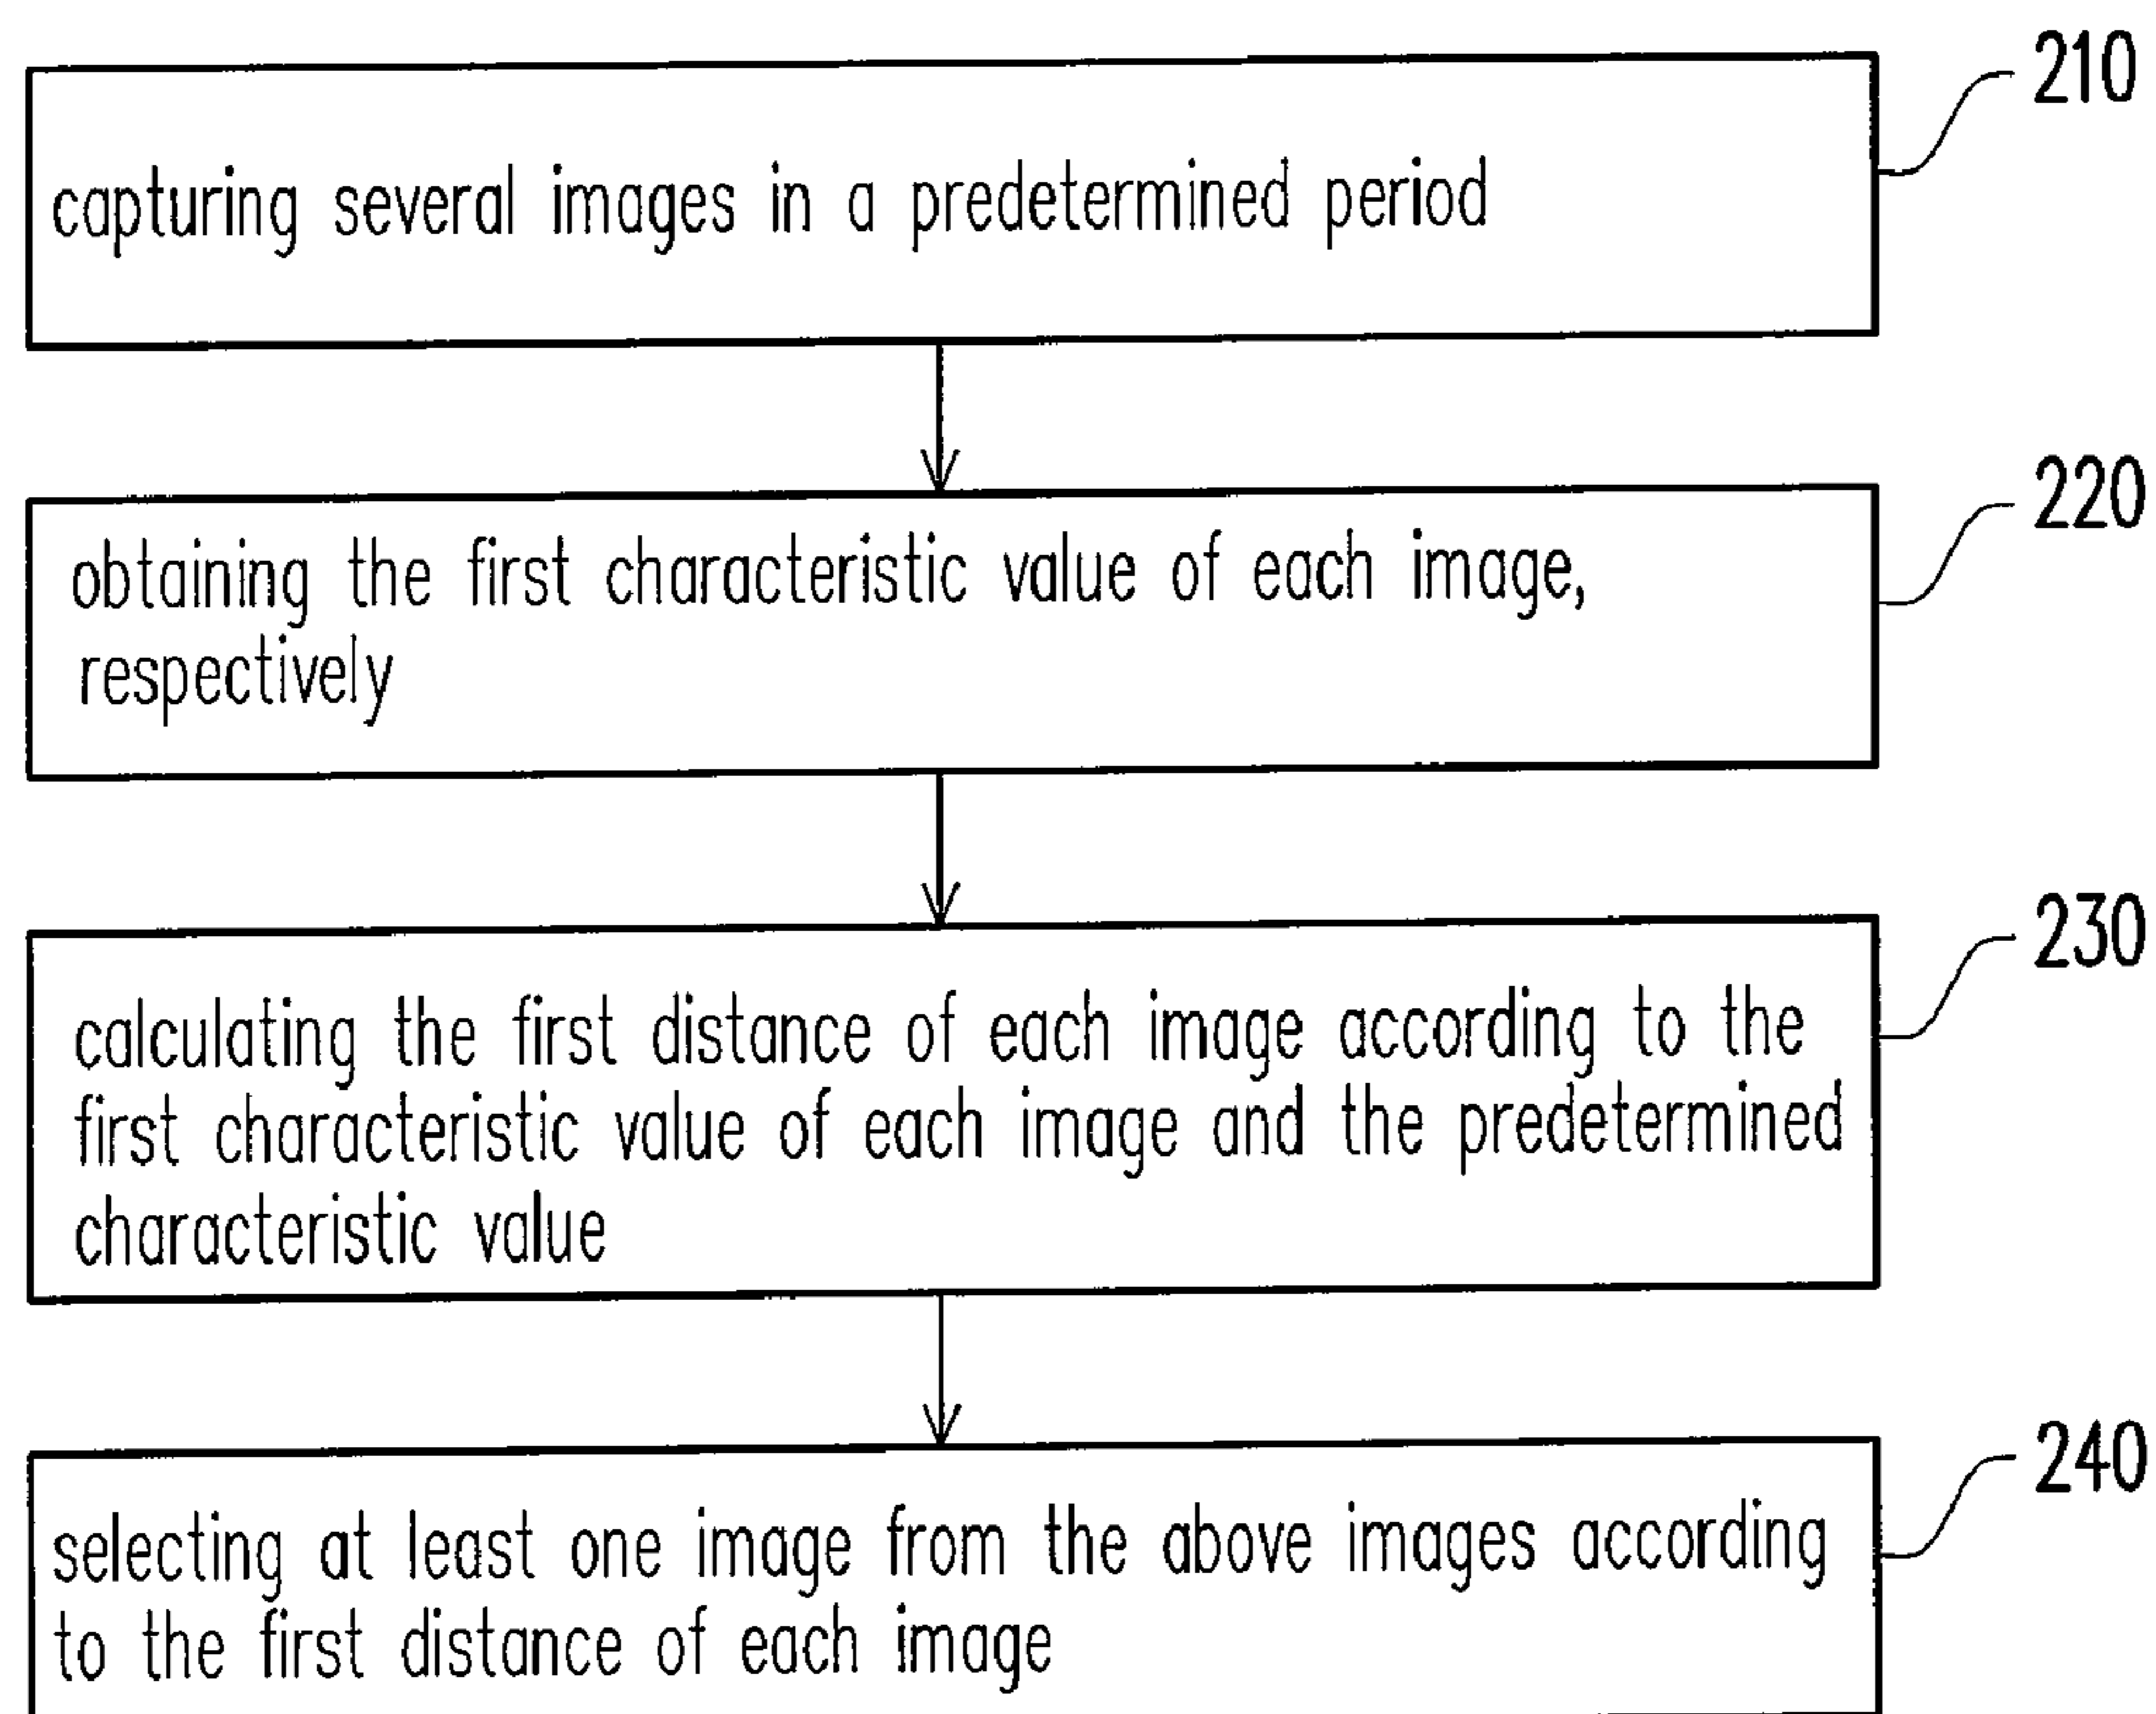 210
capturing several images in a predetermined period
220
obtaining the first characteristic value of each image,
respectively
230
calculating the first distance of each image according to the
first characteristic value of each image and the predetermined
characteristic value
240
selecting at least one image from the above images according
to the first distance of each image